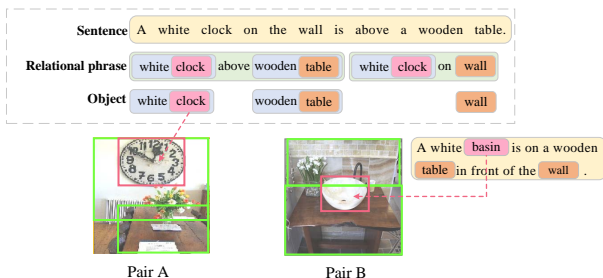 Sentence A white clock on the wall is above a wooden table.
Relational phrase white clock above wooden table white clock on wall
Object white clock wooden table wall
A white basin is on a wooden
table in front of the wall .
Pair A Pair B